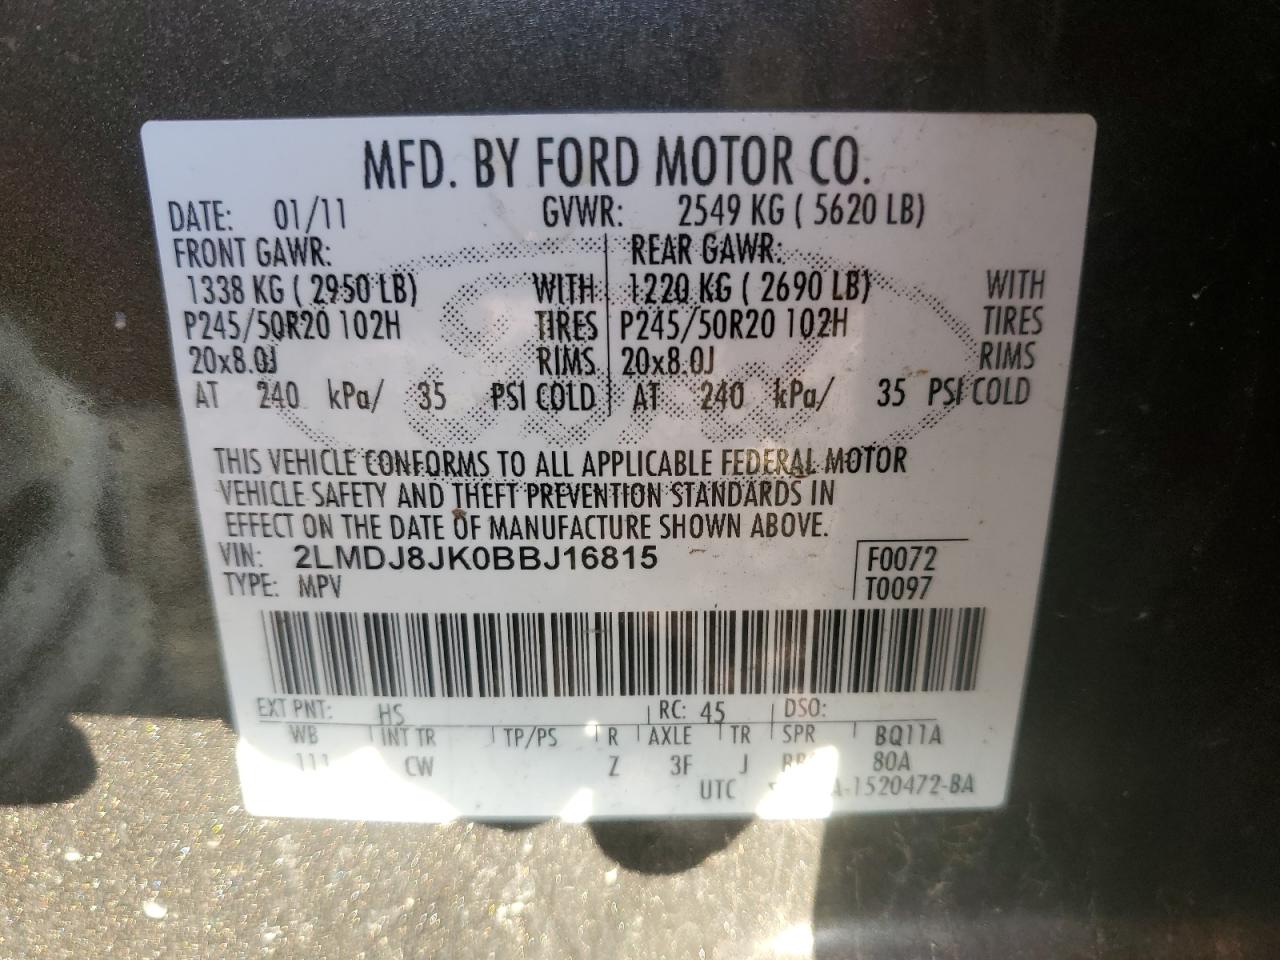 MFD. BY FORD MOTOR CO.
DATE: 01/11 GVWR: 2549 KG ( 5620 LB)
FRONT GAWR: REAR GAWR:
1338 KG ( 2950 LB) WITH 1220 KG ( 2690 LB) WITH
P245/50R20 102H TIRES P245/50R20 102H TIRES
20x8.0J RIMS 20x8.0J RIMS
AT 240 kPa/ 35 PSI COLD AT 240 kPa/ 35 PSI COLD
THIS VEHICLE CONFORMS TO ALL APPLICABLE FEDERAL MOTOR
VEHICLE SAFETY AND THEFT PREVENTION STANDARDS IN
EFFECT ON THE DATE OF MANUFACTURE SHOWN ABOVE.
VIN: 2LMDJ8JK0BBJ16815 F0072
TYPE: MPV T0097
EXT PNT: HS RC: 45 DSO:
WB INT TR TP/PS R AXLE TR SPR BQ11A
111 CW Z 3F J 80A
UTC